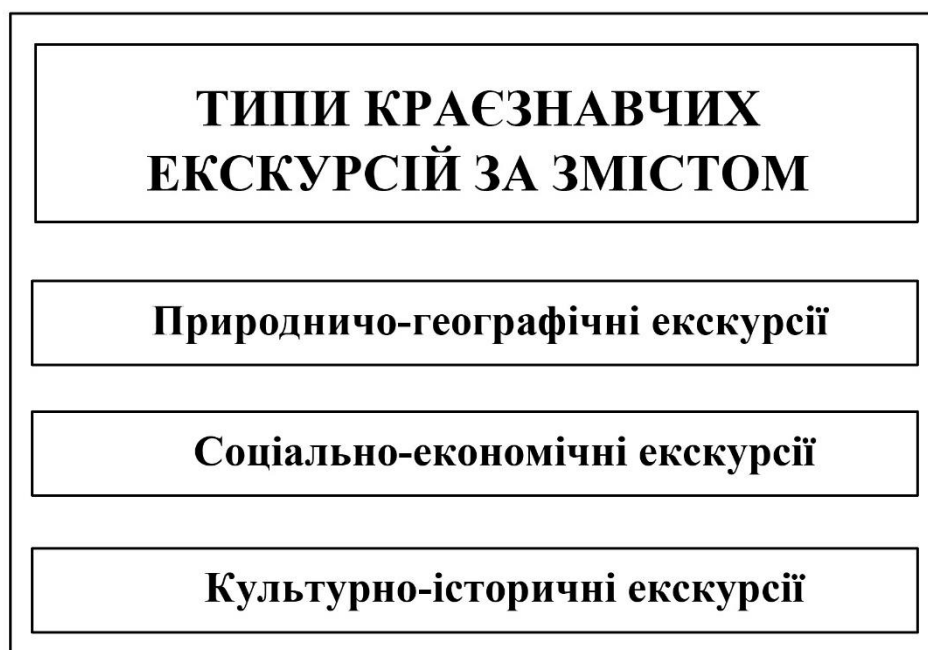 ТИПИ КРАЄЗНАВЧИХ
ЕКСКУРСІЙ ЗА ЗМІСТОМ
Природничо-географічні екскурсії
Соціально-економічні екскурсії
Культурно-історичні екскурсії